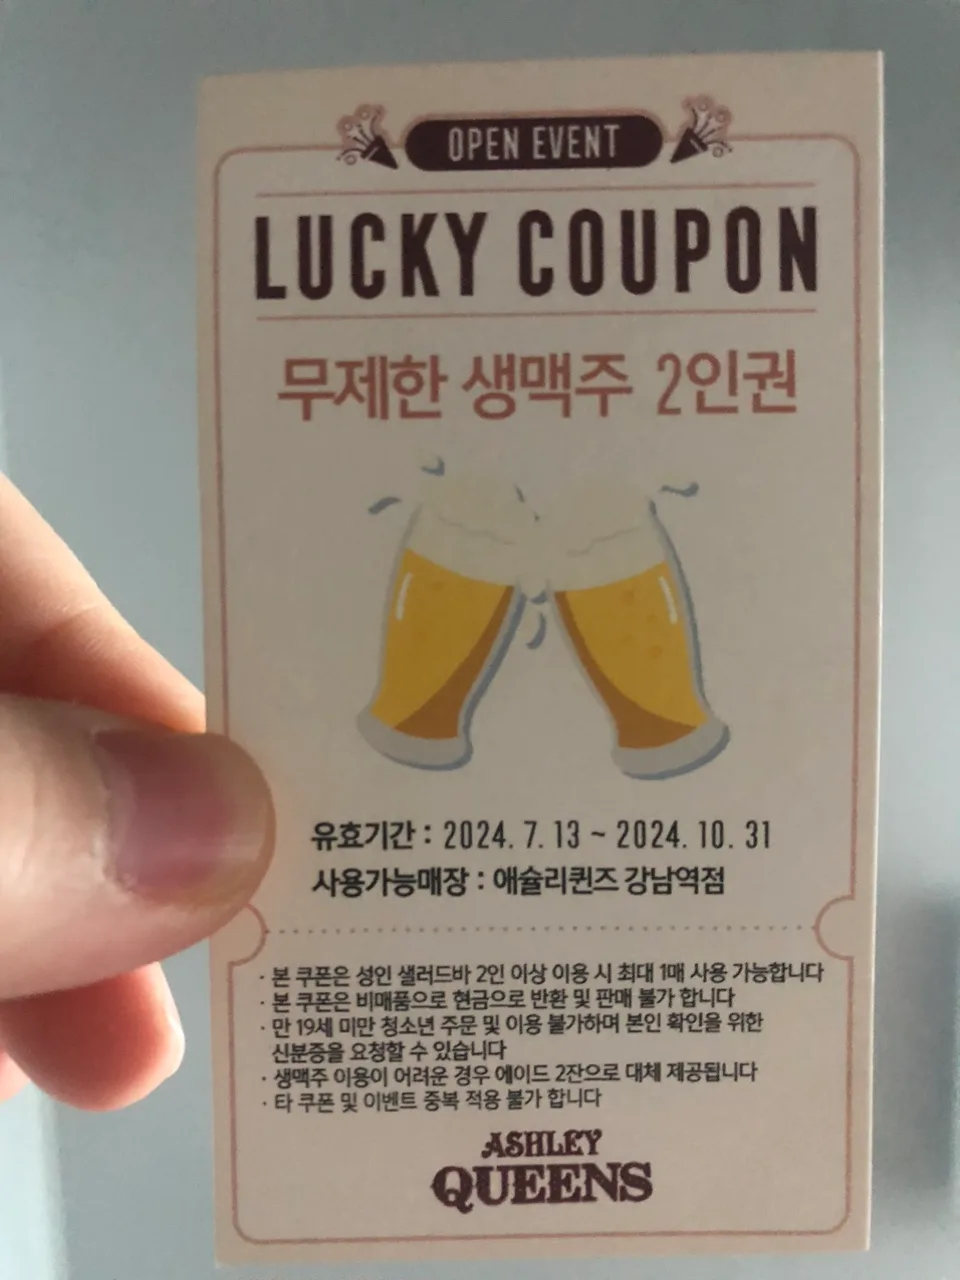 OPEN EVENT
LUCKY COUPON
무제한 생맥주 2인권
유효기간 : 2024. 7. 13 ~ 2024. 10. 31
사용가능매장 : 애슐리퀸즈 강남역점
· 본 쿠폰은 성인 샐러드바 2인 이상 이용 시 최대 1매 사용 가능합니다
· 본 쿠폰은 비매품으로 현금으로 반환 및 판매 불가 합니다
· 만 19세 미만 청소년 주문 및 이용 불가하며 본인 확인을 위한
신분증을 요청할 수 있습니다
· 생맥주 이용이 어려운 경우 에이드 2잔으로 대체 제공됩니다
· 타 쿠폰 및 이벤트 중복 적용 불가 합니다
ASHLEY
QUEENS